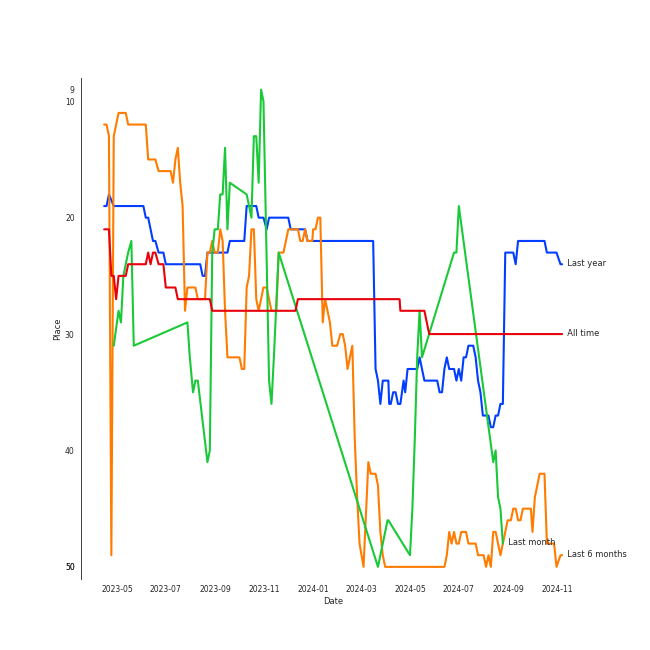 9
10
20
30
40
50
50
Place
2023-05
2023-07
2023-09
2023-11
2024-01
2024-03
2024-05
2024-07
2024-09
2024-11
Date
Last year
All time
Last month
Last 6 months